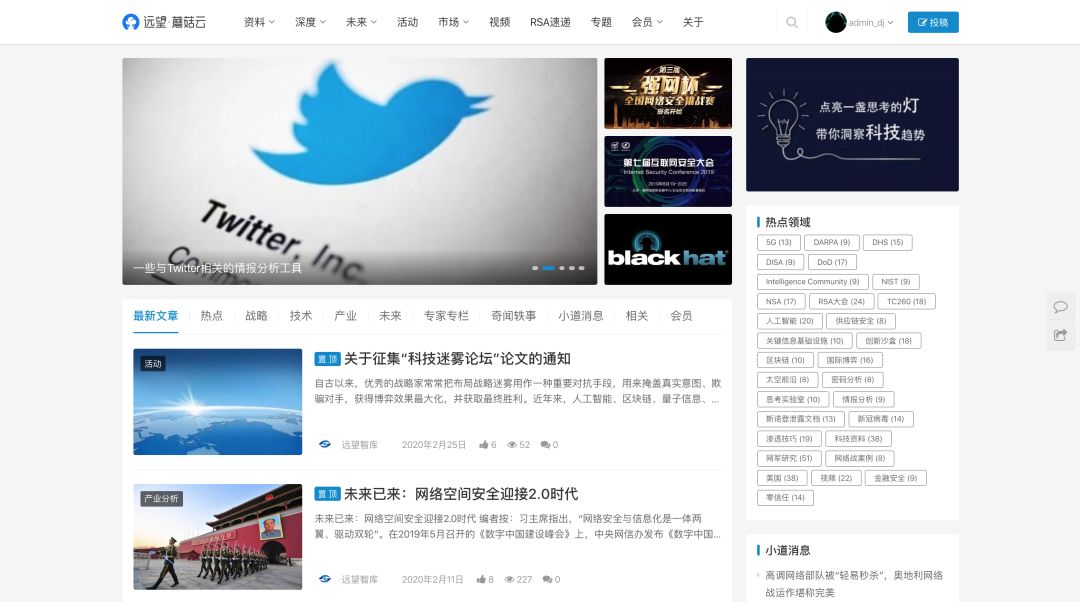 远望·蘑菇云
资料 深度 未来 活动 市场 视频 RSA速递 专题 会员 关于
admin_dj
投稿
Twitter, Inc.
一些与Twitter相关的情报分析工具
第三届
强网杯
全国网络安全挑战赛
报名开始
第七届互联网安全大会
Internet Security Conference 2019
2019年8月19-20日
black hat
点亮一盏思考的灯
带你洞察科技趋势
最新文章 热点 战略 技术 产业 未来 专家专栏 奇闻轶事 小道消息 相关 会员
活动
置顶 关于征集“科技迷雾论坛”论文的通知
自古以来，优秀的战略家常常把布局战略迷雾用作一种重要对抗手段，用来掩盖真实意图、欺
骗对手，获得博弈效果最大化，并获取最终胜利。近年来，人工智能、区块链、量子信息、...
远望智库 2020年2月25日 6 52 0
产业分析
置顶 未来已来：网络空间安全迎接2.0时代
未来已来：网络空间安全迎接2.0时代 编者按：习主席指出，“网络安全与信息化是一体两
翼、驱动双轮”。在2019年5月召开的《数字中国建设峰会》上，中央网信办发布《数字中国...
远望智库 2020年2月11日 8 227 0
热点领域
5G (13) DARPA (9) DHS (15)
DISA (9) DoD (17)
Intelligence Community (9) NIST (9)
NSA (17) RSA大会 (24) TC260 (18)
人工智能 (20) 供应链安全 (8)
关键信息基础设施 (10) 创新沙盒 (18)
区块链 (10) 国际博弈 (16)
太空前沿 (8) 密码分析 (8)
思考实验室 (10) 情报分析 (9)
斯诺登泄露文档 (13) 新冠病毒 (14)
渗透技巧 (19) 科技资料 (38)
网军研究 (51) 网络战案例 (8)
美国 (38) 视频 (22) 金融安全 (9)
零信任 (14)
小道消息
高调网络部队被“轻易秒杀”，奥地利网络
战运作堪称完美